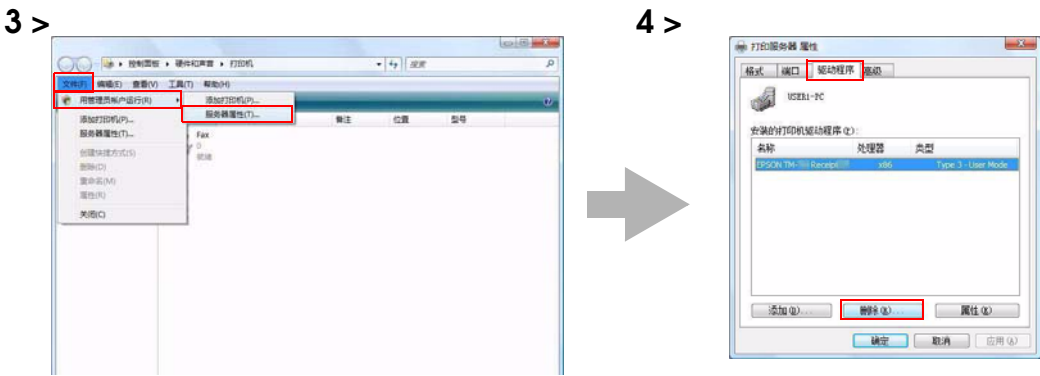 3 >
控制面板 ▸ 硬件和声音 ▸ 打印机
搜索
文件(F) 编辑(E) 查看(V) 工具(T) 帮助(H)
用管理员帐户运行(R)
添加打印机(P)...
服务器属性(T)...
备注 位置 型号
添加打印机(P)...
服务器属性(T)...
Fax
0
就绪
创建快捷方式(S)
删除(D)
重命名(M)
属性(R)
关闭(C)
4 >
打印服务器 属性
格式 端口 驱动程序 高级
USER1-PC
安装的打印机驱动程序(P):
名称 处理器 类型
EPSON TM- Receipt x86 Type 3 - User Mode
添加(D)... 删除(R)... 属性(E)
确定 取消 应用(A)